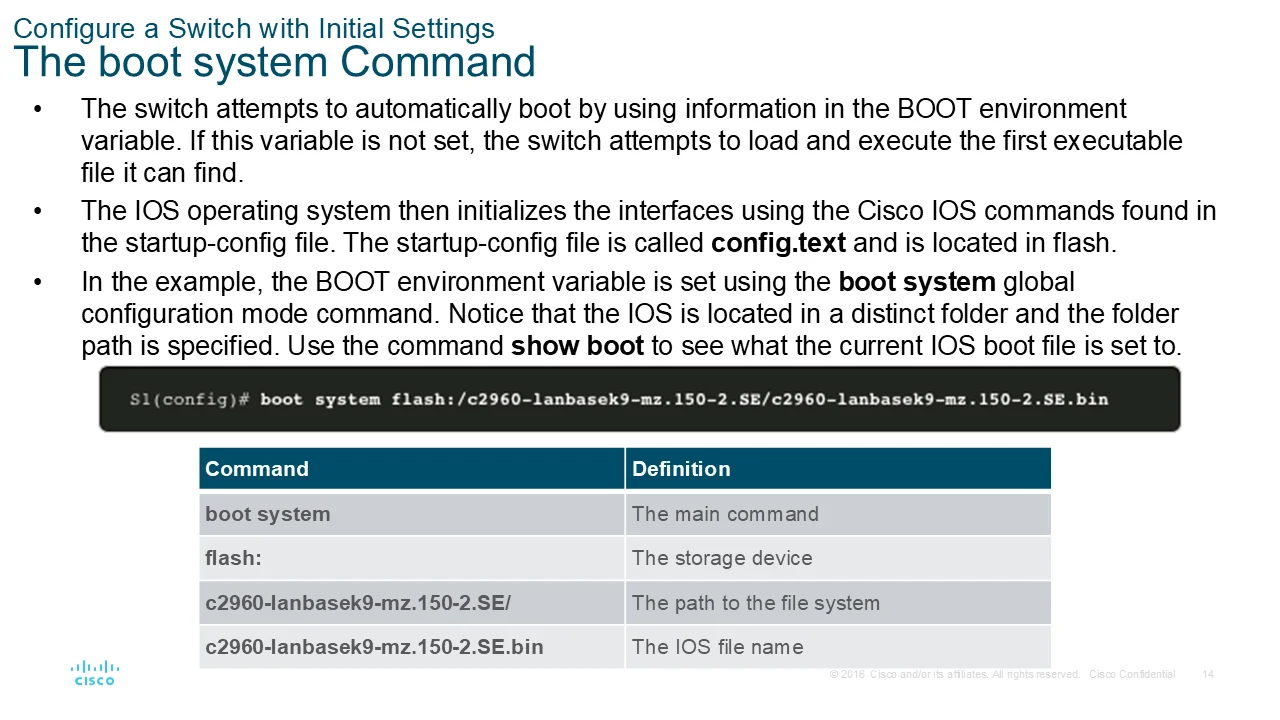 Configure a Switch with Initial Settings
The boot system Command
• The switch attempts to automatically boot by using information in the BOOT environment
variable. If this variable is not set, the switch attempts to load and execute the first executable
file it can find.
• The IOS operating system then initializes the interfaces using the Cisco IOS commands found in
the startup-config file. The startup-config file is called config.text and is located in flash.
• In the example, the BOOT environment variable is set using the boot system global
configuration mode command. Notice that the IOS is located in a distinct folder and the folder
path is specified. Use the command show boot to see what the current IOS boot file is set to.
S1(config)# boot system flash:/c2960-lanbasek9-mz.150-2.SE/c2960-lanbasek9-mz.150-2.SE.bin
Command Definition
boot system The main command
flash: The storage device
c2960-lanbasek9-mz.150-2.SE/ The path to the file system
c2960-lanbasek9-mz.150-2.SE.bin The IOS file name
CISCO
© 2016 Cisco and/or its affiliates. All rights reserved. Cisco Confidential 14